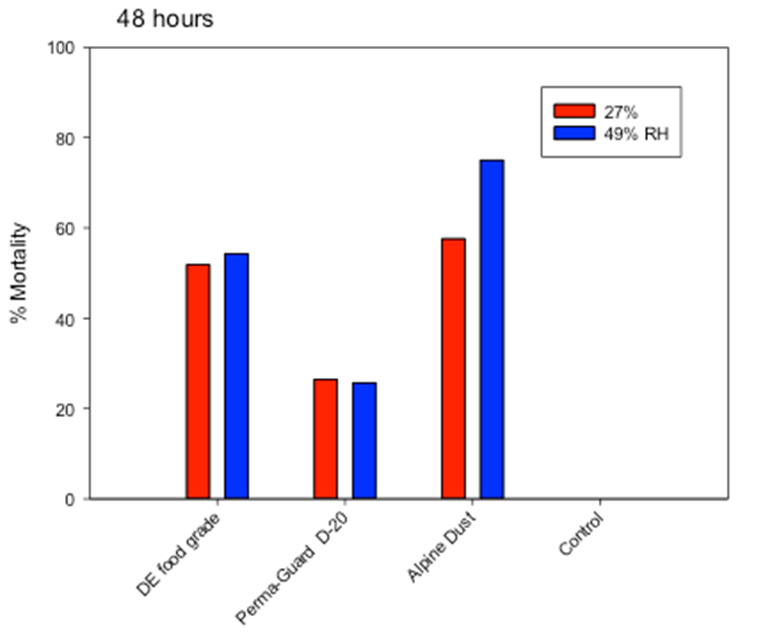 48 hours
100
80
60
40
20
0
% Mortality
27%
49% RH
DE food grade
Perma-Guard D-20
Alpine Dust
Control